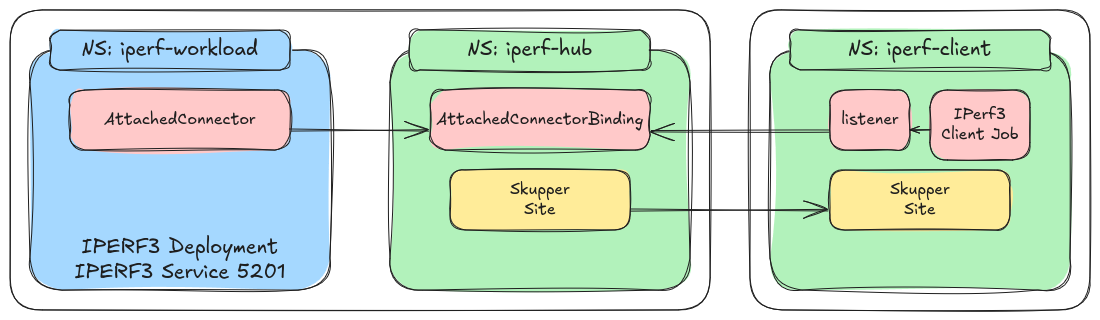 NS: iperf-workload
AttachedConnector
IPERF3 Deployment
IPERF3 Service 5201
NS: iperf-hub
AttachedConnectorBinding
Skupper
Site
NS: iperf-client
listener
IPerf3
Client Job
Skupper
Site